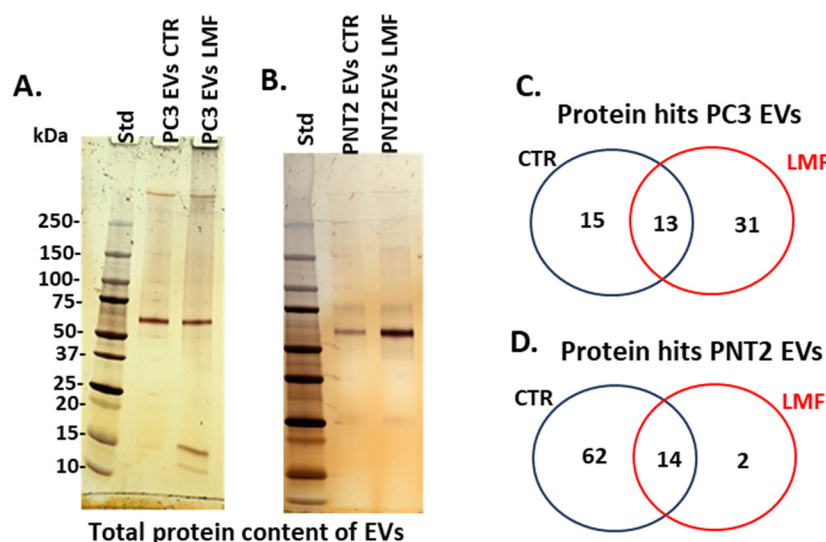 A.
kDa
Std
PC3 EVs CTR
PC3 EVs LMF
250-
150-
100-
75-
50-
37-
25-
20-
15-
10-
B.
Std
PNT2 EVs CTR
PNT2EVs LMF
Total protein content of EVs
C.
Protein hits PC3 EVs
CTR
LMF
15
13
31
D.
Protein hits PNT2 EVs
CTR
LMF
62
14
2